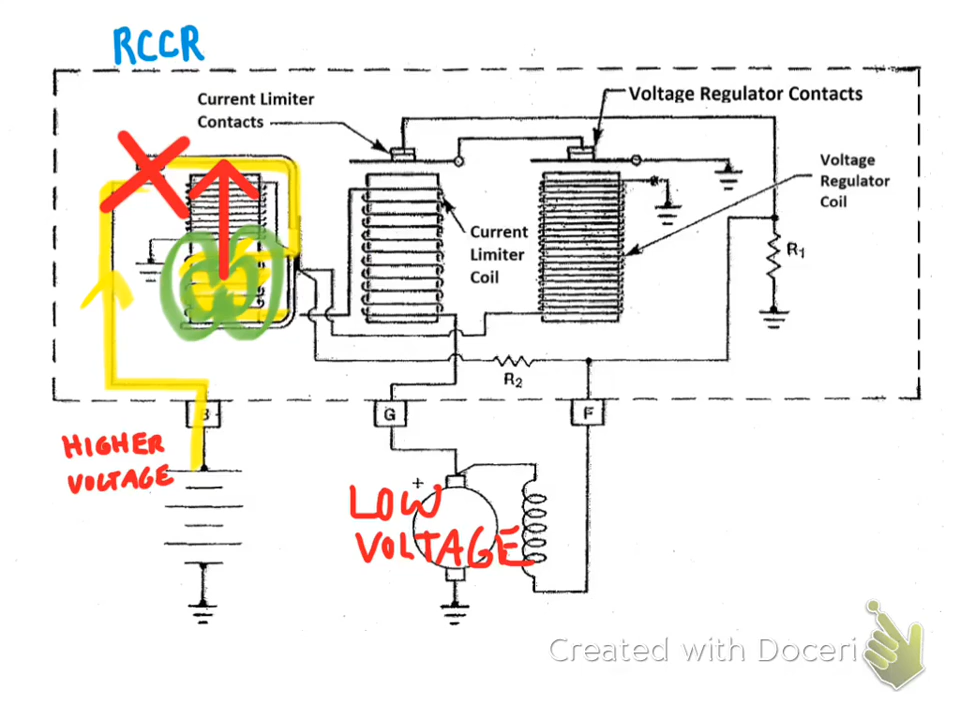 RCCR
Current Limiter
Contacts
Voltage Regulator Contacts
Voltage
Regulator
Coil
Current
Limiter
Coil
R1
R2
B
G
F
HIGHER
VOLTAGE
+
LOW
VOLTAGE
Created with Doceri